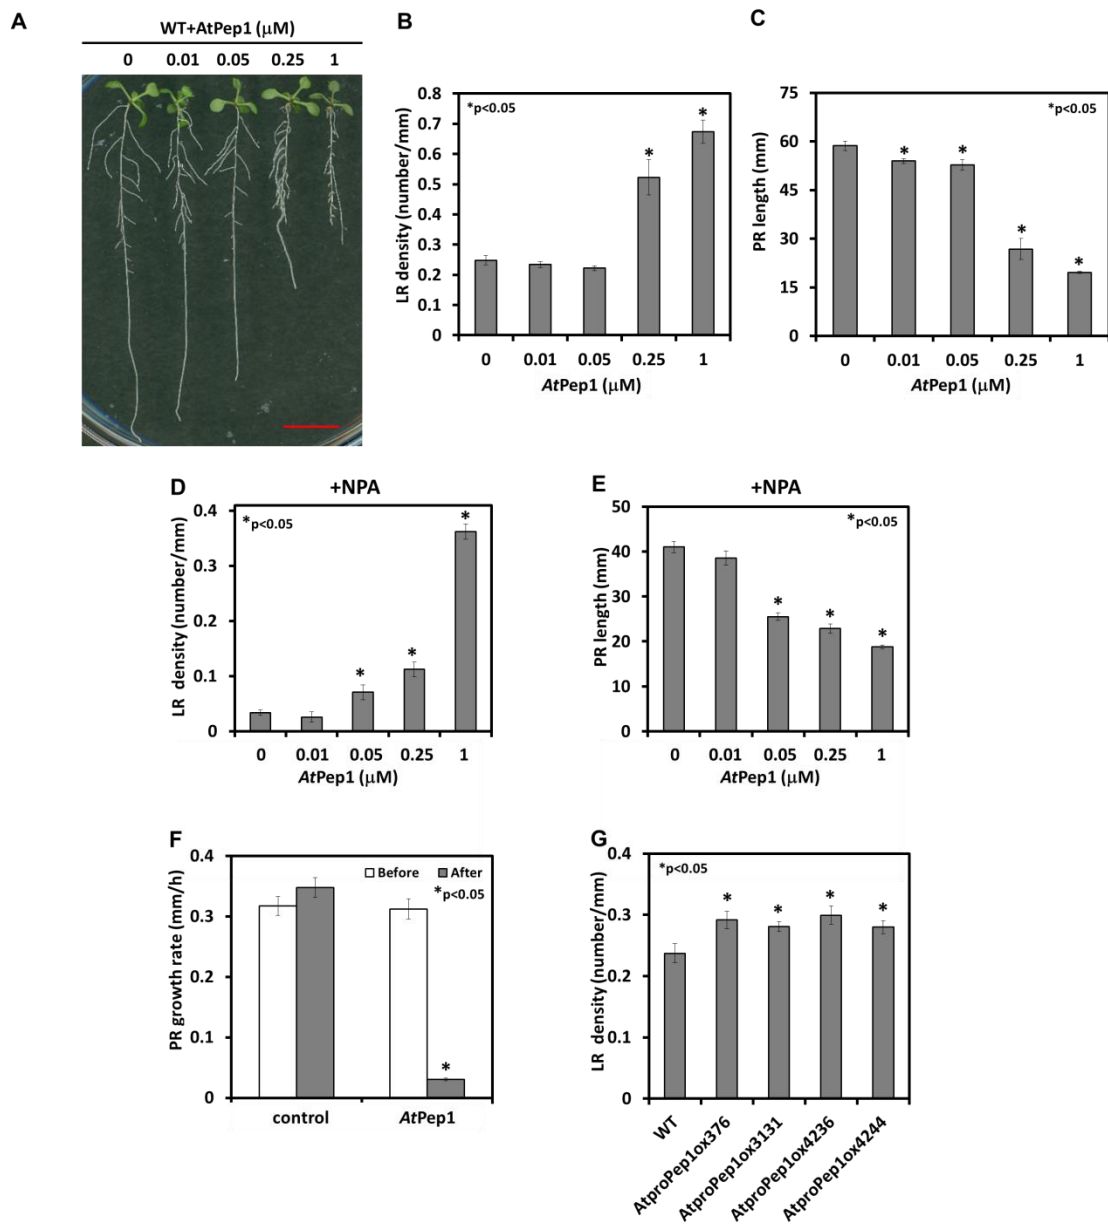 A
WT+AtPep1 (μM)
0 0.01 0.05 0.25 1
B
*p<0.05
LR density (number/mm)
0.8
0.7
0.6
0.5
0.4
0.3
0.2
0.1
0
* *
0 0.01 0.05 0.25 1
AtPep1 (μM)
C
*p<0.05
PR length (mm)
75
60
45
30
15
0
* * * *
0 0.01 0.05 0.25 1
AtPep1 (μM)
D
+NPA
*p<0.05
LR density (number/mm)
0.4
0.3
0.2
0.1
0
* * *
0 0.01 0.05 0.25 1
AtPep1 (μM)
E
+NPA
*p<0.05
PR length (mm)
50
40
30
20
10
0
* * *
0 0.01 0.05 0.25 1
AtPep1 (μM)
F
Before After
*p<0.05
PR growth rate (mm/h)
0.4
0.3
0.2
0.1
0
*
control AtPep1
G
*p<0.05
LR density (number/mm)
0.4
0.3
0.2
0.1
0
* * * *
WT
AtproPep1ox376
AtproPep1ox3131
AtproPep1ox4236
AtproPep1ox4244